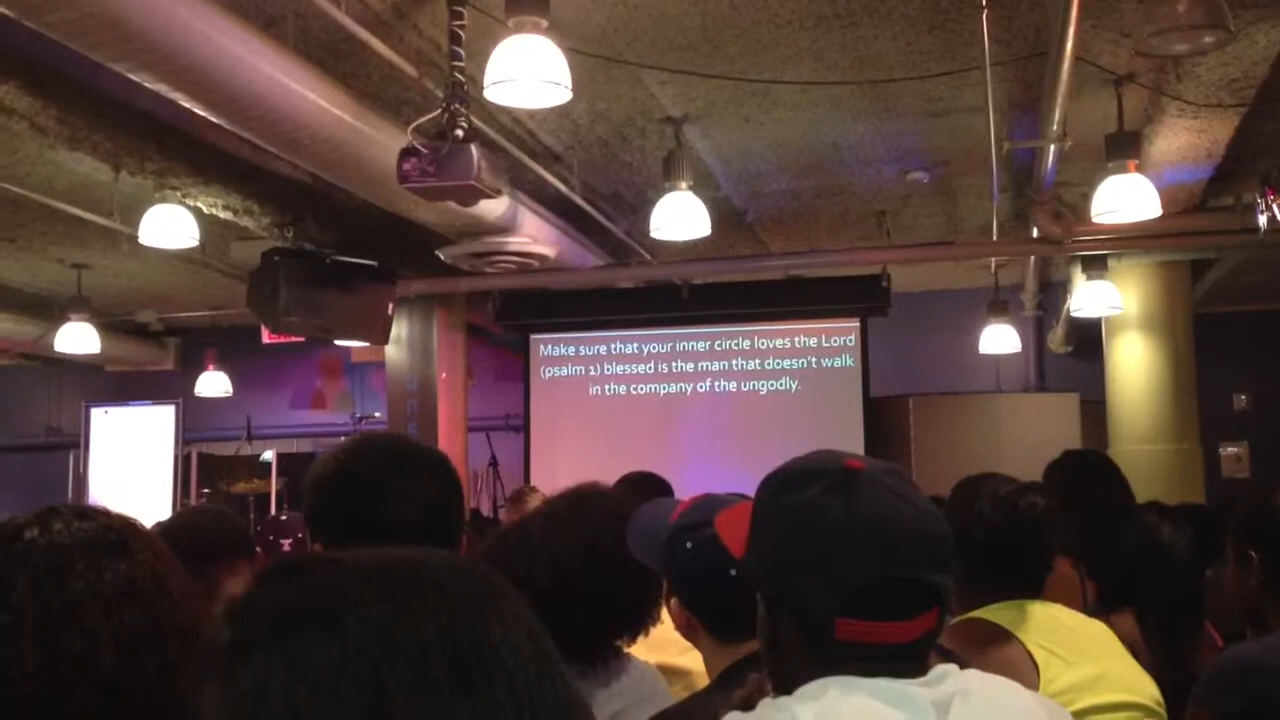 Make sure that your inner circle loves the Lord
(psalm 1) blessed is the man that doesn't walk
in the company of the ungodly.